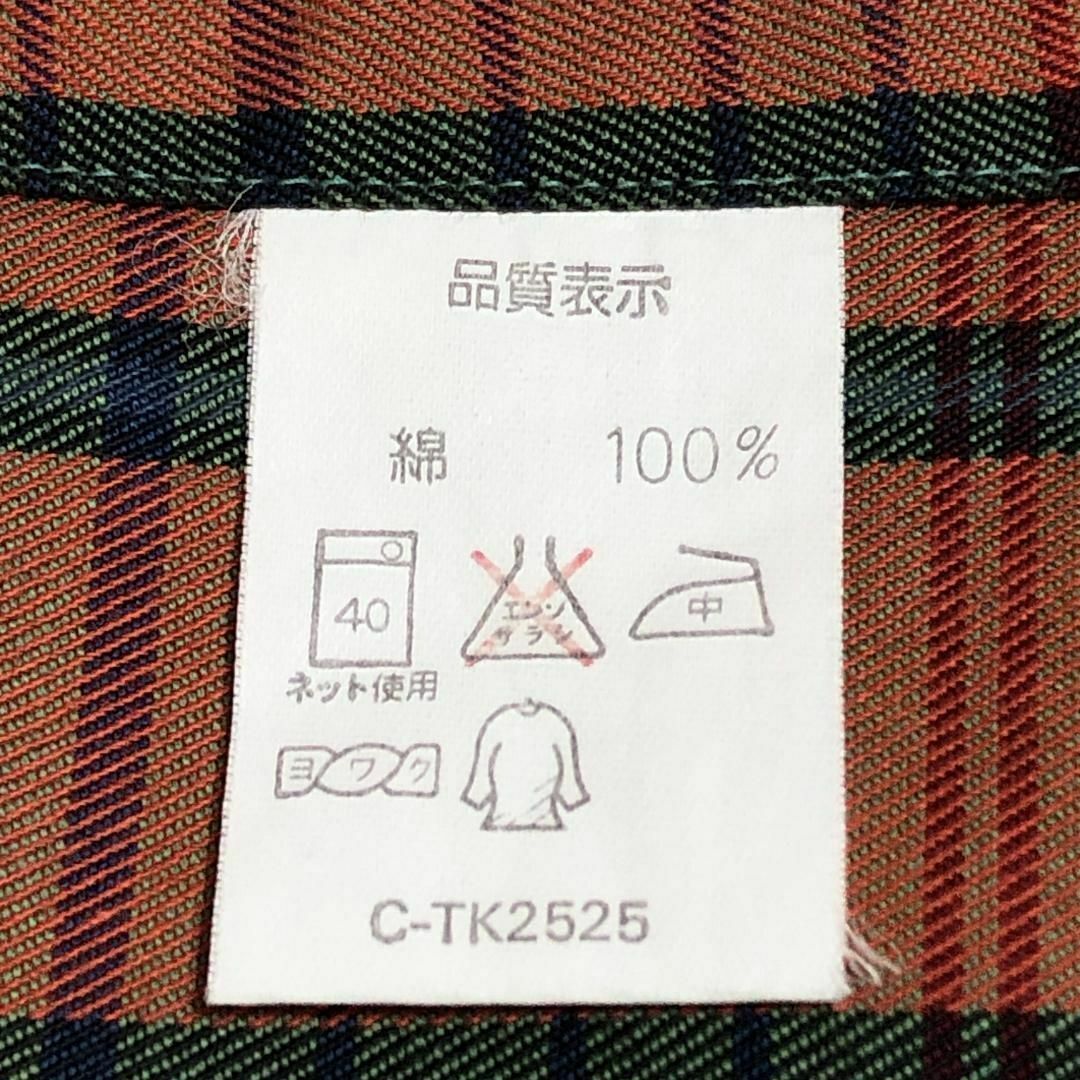 品質表示
綿 100%
40 エンソサラシ 中
ネット使用
ヨワク
C-TK2525